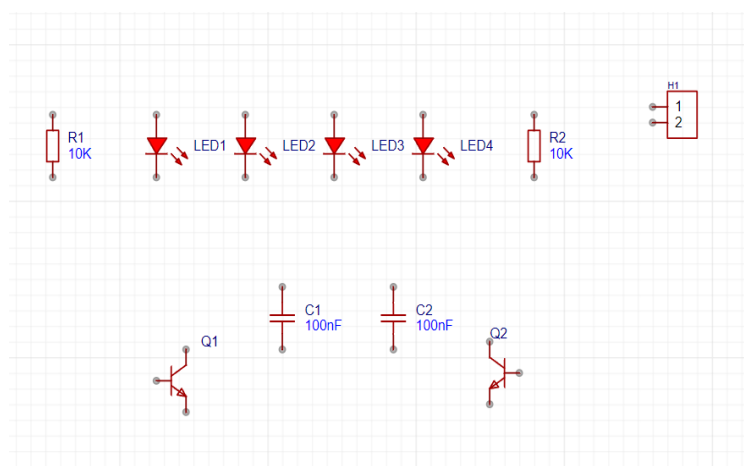 H1
1
2
R1
10K
LED1
LED2
LED3
LED4
R2
10K
C1
100nF
C2
100nF
Q1
Q2